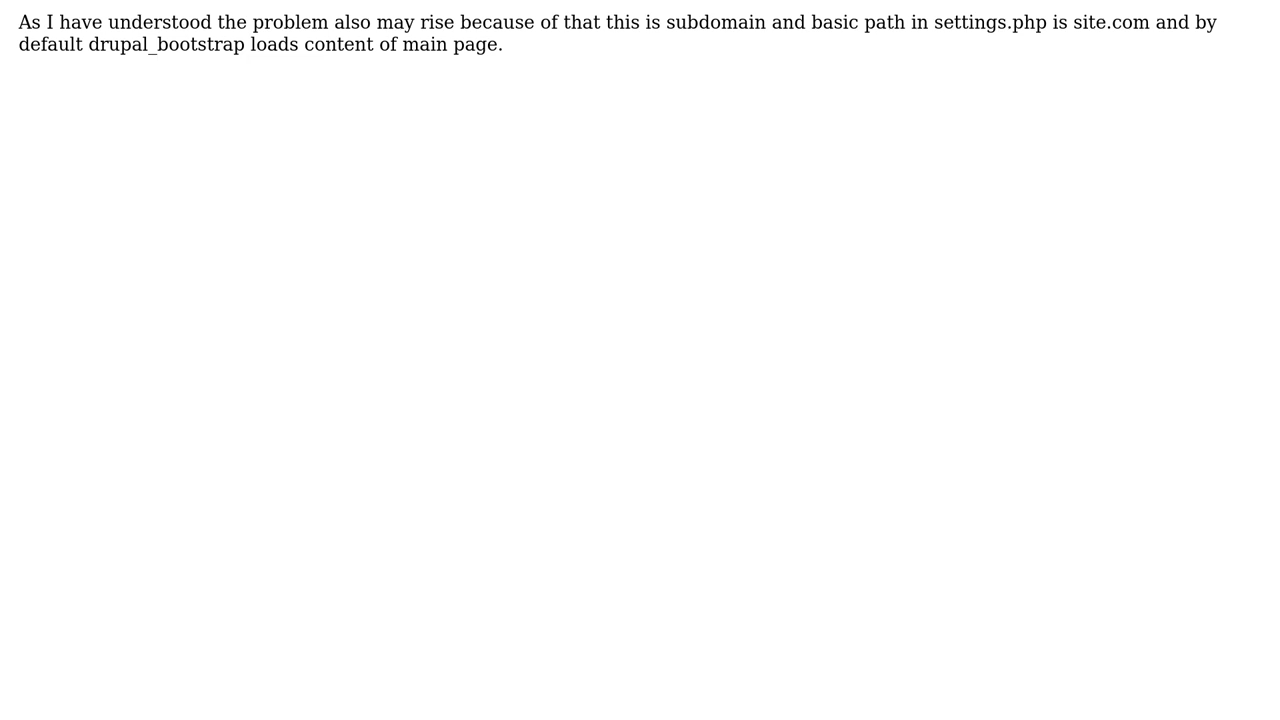 As I have understood the problem also may rise because of that this is subdomain and basic path in settings.php is site.com and by
default drupal_bootstrap loads content of main page.